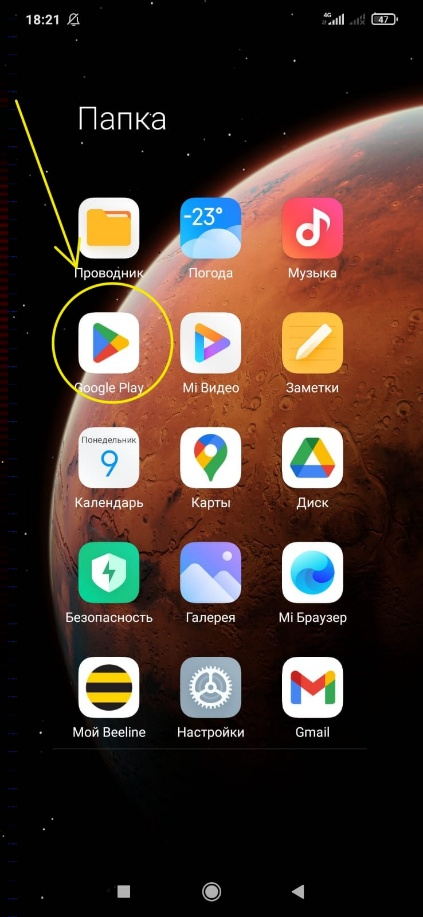 18:21
4G
47
Папка
-23°
Проводник
Погода
Музыка
Google Play
Mi Видео
Заметки
Понедельник
9
Календарь
Карты
Диск
Безопасность
Галерея
Mi Браузер
Мой Beeline
Настройки
Gmail